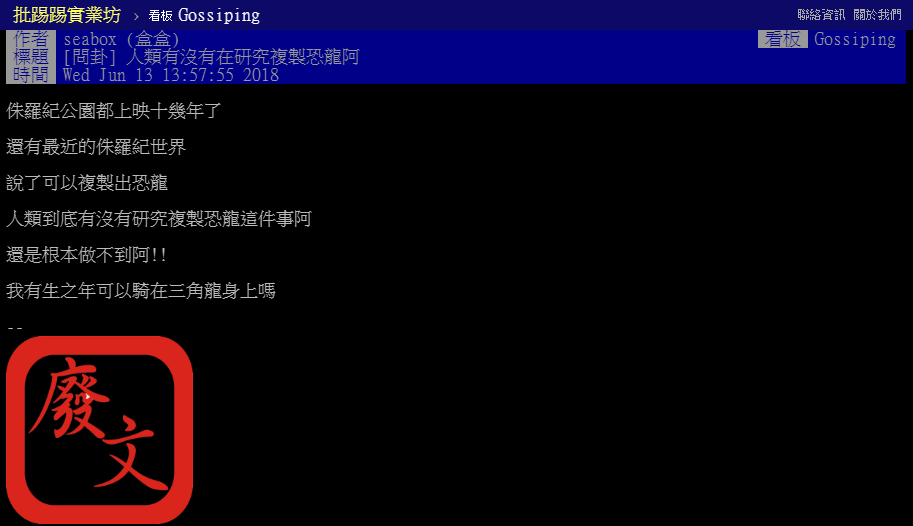 批踢踢實業坊 › 看板 Gossiping 聯絡資訊 關於我們
作者 seabox (盒盒) 看板 Gossiping
標題 [問卦] 人類有沒有在研究複製恐龍阿
時間 Wed Jun 13 13:57:55 2018
侏羅紀公園都上映十幾年了
還有最近的侏羅紀世界
說了可以複製出恐龍
人類到底有沒有研究複製恐龍這件事阿
還是根本做不到阿!!
我有生之年可以騎在三角龍身上嗎
--
廢文